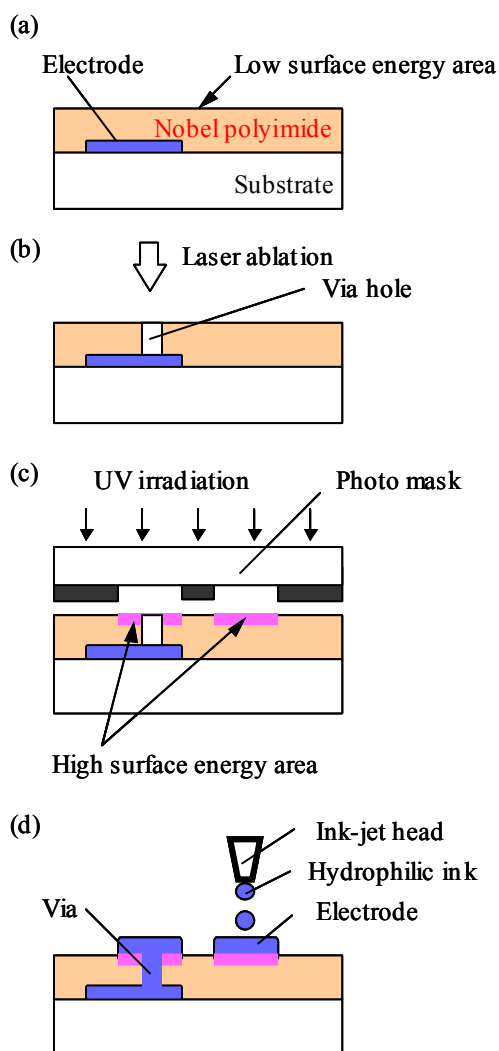 (a)
Electrode
Low surface energy area
Nobel polyimide
Substrate
(b)
Laser ablation
Via hole
(c)
UV irradiation
Photo mask
High surface energy area
(d)
Ink-jet head
Hydrophilic ink
Via
Electrode